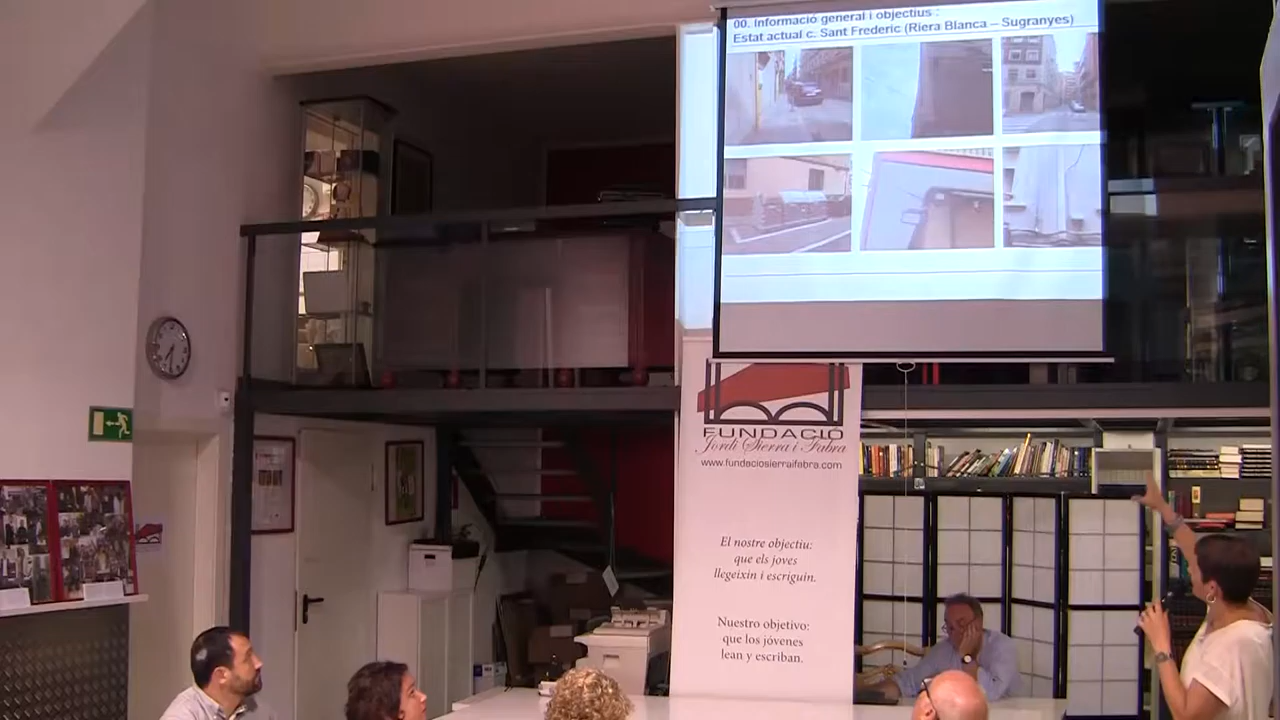 00. Informació general i objectius :
Estat actual c. Sant Frederic (Riera Blanca – Sugranyes)
FUNDACIÓ
Jordi Sierra i Fabra
www.fundaciosierraifabra.com
El nostre objectiu:
que els joves
llegeixin i escriguin.
Nuestro objetivo:
que los jóvenes
lean y escriban.